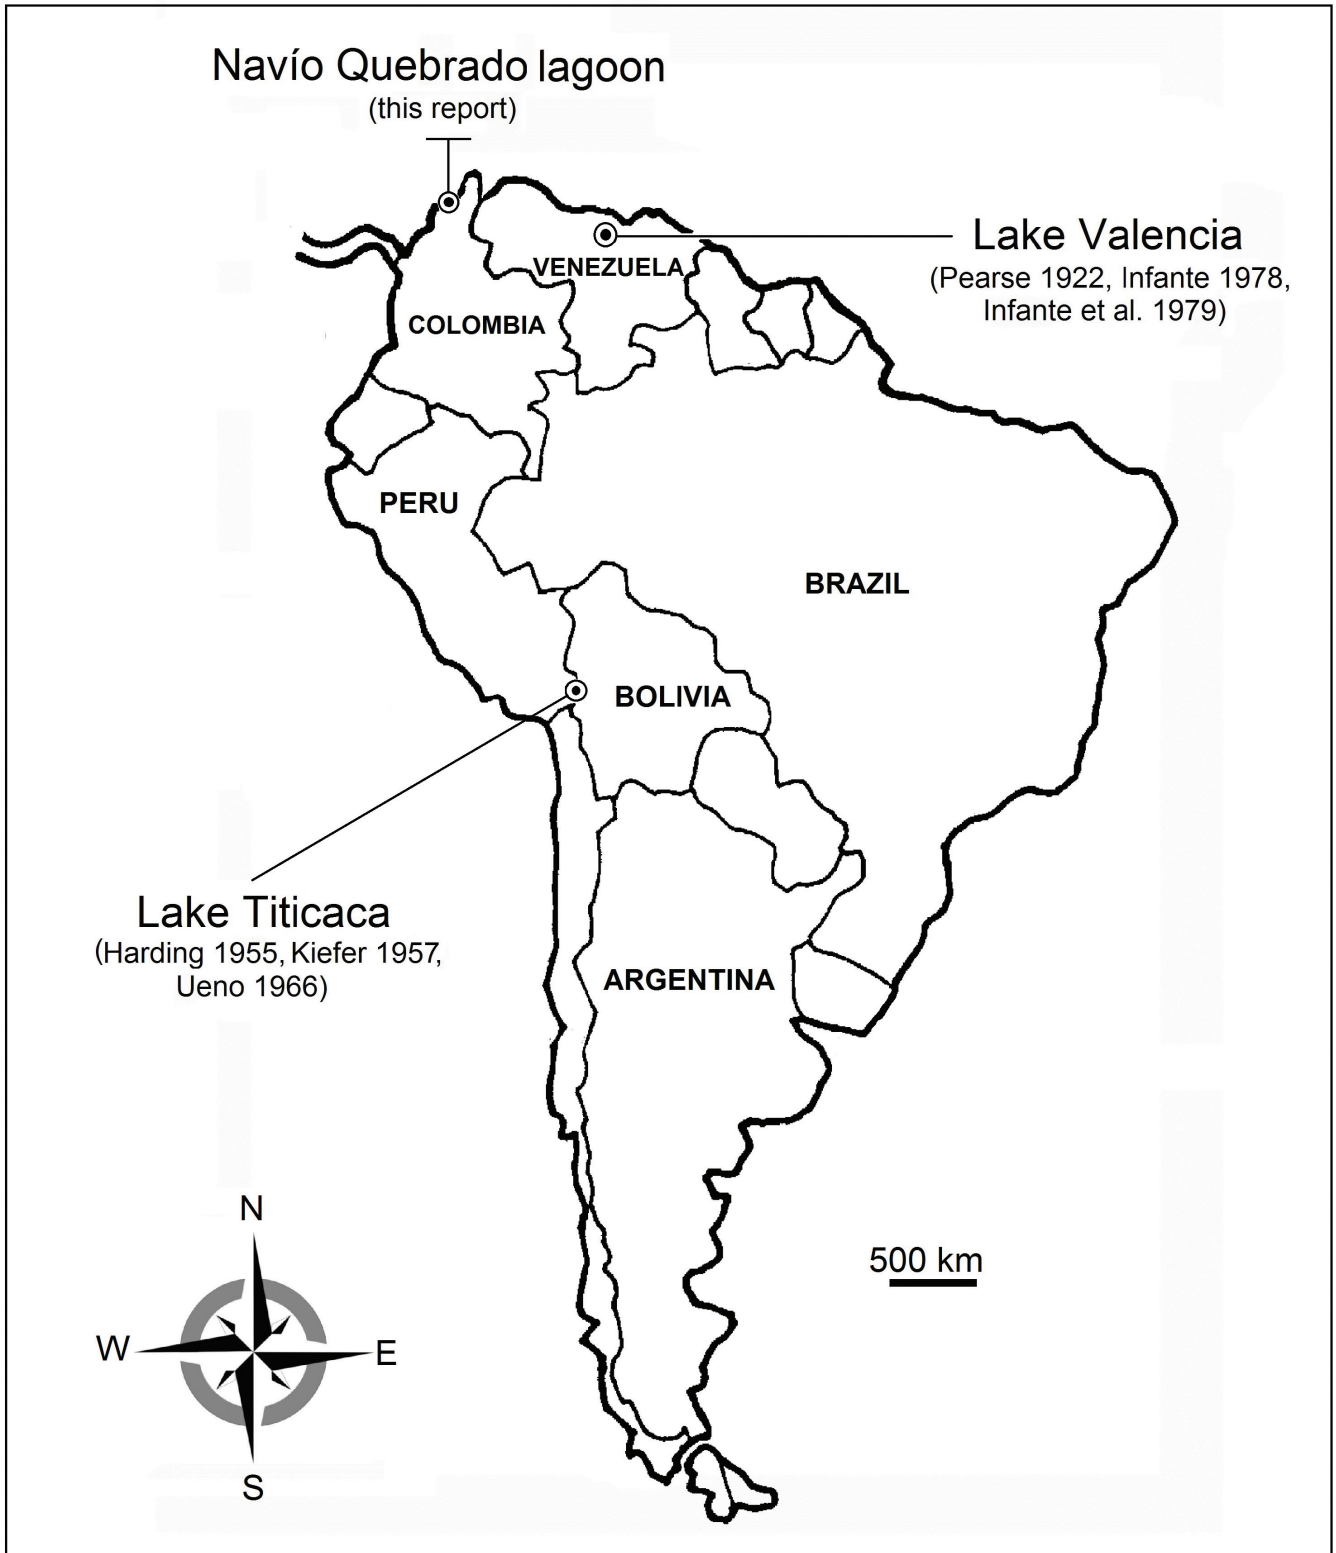 Navío Quebrado lagoon
(this report)
Lake Valencia
(Pearse 1922, Infante 1978,
Infante et al. 1979)
VENEZUELA
COLOMBIA
PERU
BRAZIL
BOLIVIA
Lake Titicaca
(Harding 1955, Kiefer 1957,
Ueno 1966)
ARGENTINA
N
W
E
S
500 km